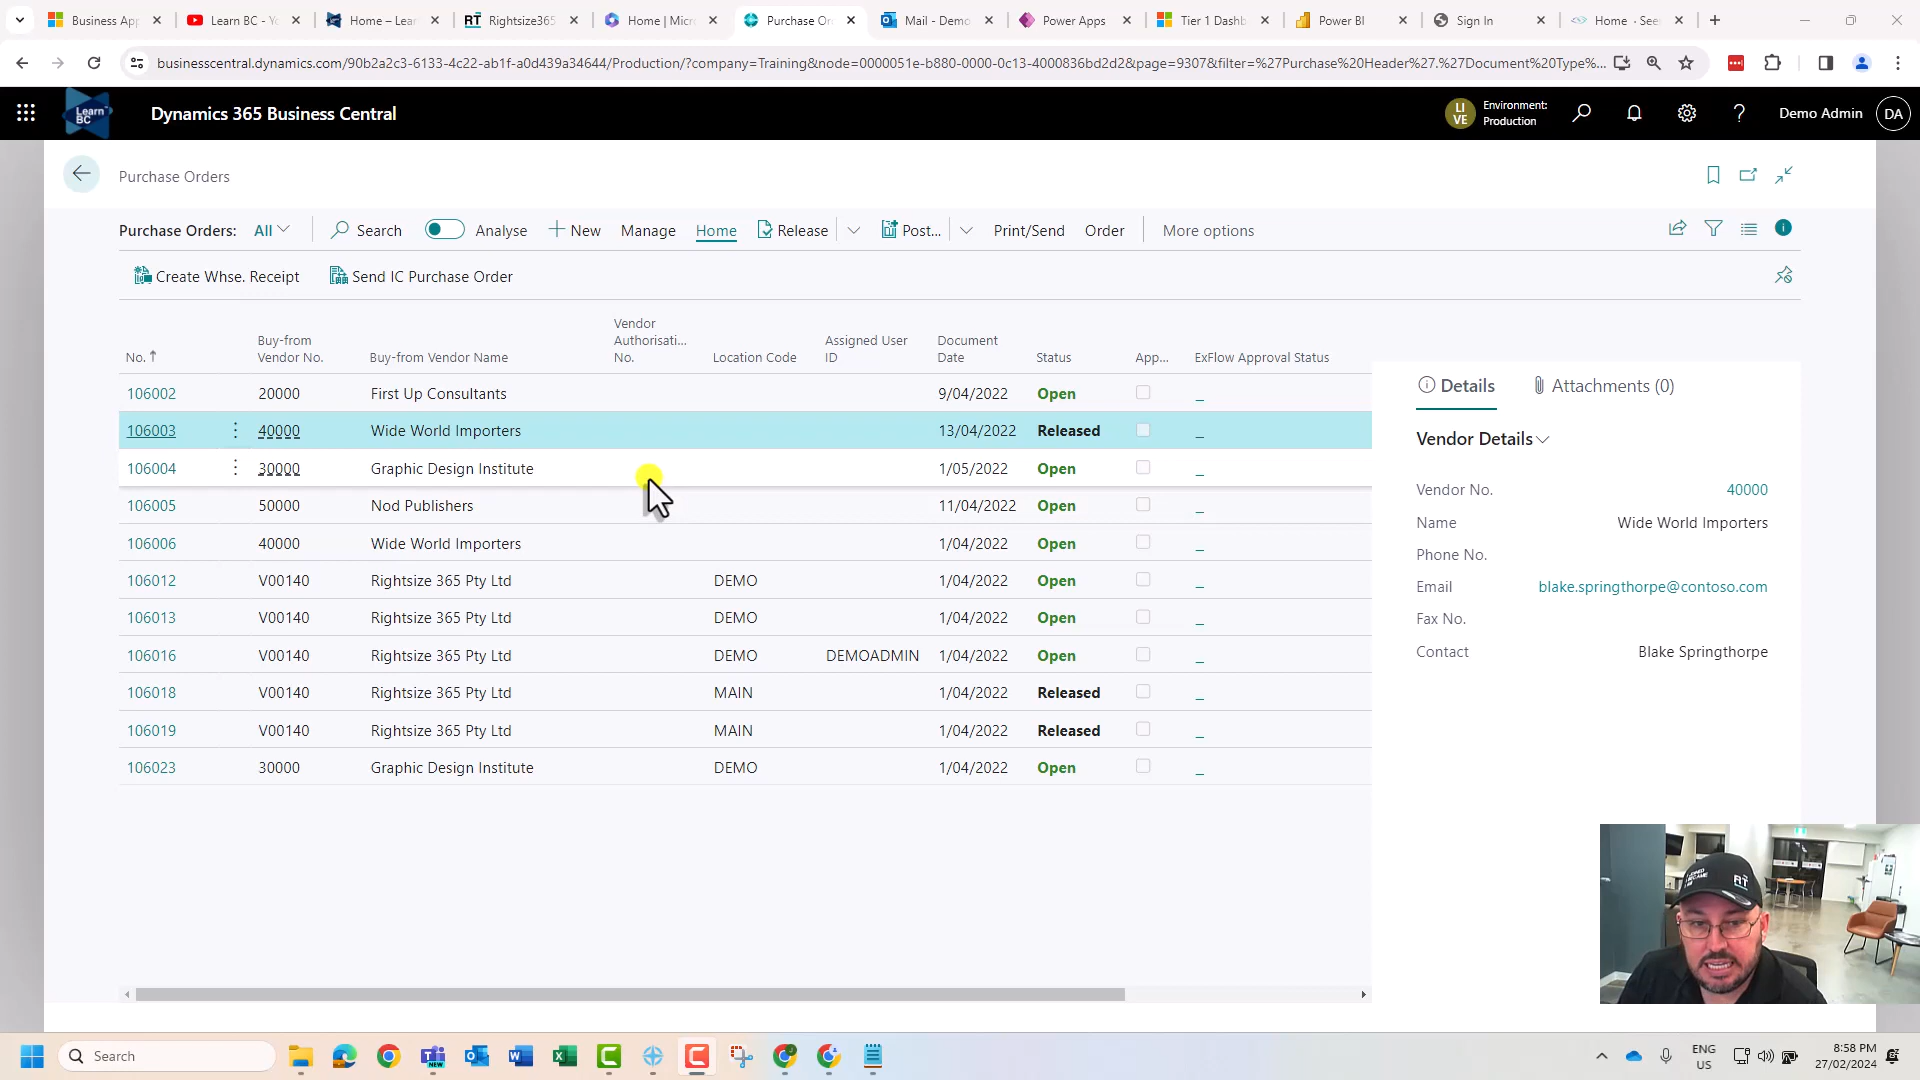 Business App
Learn BC - Yo
Home – Lear
RT Rightsize365
Home | Micr
Purchase Or
Mail - Demo
Power Apps
Tier 1 Dashb
Power BI
Sign In
Home · See
businesscentral.dynamics.com/90b2a2c3-6133-4c22-ab1f-a0d439a34644/Production/?company=Training&node=0000051e-b880-0000-0c13-4000836bd2d2&page=9307&filter=%27Purchase%20Header%27.%27Document%20Type%...
Learn BC
Dynamics 365 Business Central
LI VE
Environment: Production
Demo Admin
DA
Purchase Orders
Purchase Orders: All
Search
Analyse
New
Manage
Home
Release
Post...
Print/Send
Order
More options
Create Whse. Receipt
Send IC Purchase Order
No. ↑
Buy-from Vendor No.
Buy-from Vendor Name
Vendor Authorisati... No.
Location Code
Assigned User ID
Document Date
Status
App...
ExFlow Approval Status
106002 20000 First Up Consultants 9/04/2022 Open _
106003 40000 Wide World Importers 13/04/2022 Released _
106004 30000 Graphic Design Institute 1/05/2022 Open _
106005 50000 Nod Publishers 11/04/2022 Open _
106006 40000 Wide World Importers 1/04/2022 Open _
106012 V00140 Rightsize 365 Pty Ltd DEMO 1/04/2022 Open _
106013 V00140 Rightsize 365 Pty Ltd DEMO 1/04/2022 Open _
106016 V00140 Rightsize 365 Pty Ltd DEMO DEMOADMIN 1/04/2022 Open _
106018 V00140 Rightsize 365 Pty Ltd MAIN 1/04/2022 Released _
106019 V00140 Rightsize 365 Pty Ltd MAIN 1/04/2022 Released _
106023 30000 Graphic Design Institute DEMO 1/04/2022 Open _
Details
Attachments (0)
Vendor Details
Vendor No. 40000
Name Wide World Importers
Phone No.
Email blake.springthorpe@contoso.com
Fax No.
Contact Blake Springthorpe
RT
Search
NEW
ENG
US
8:58 PM
27/02/2024